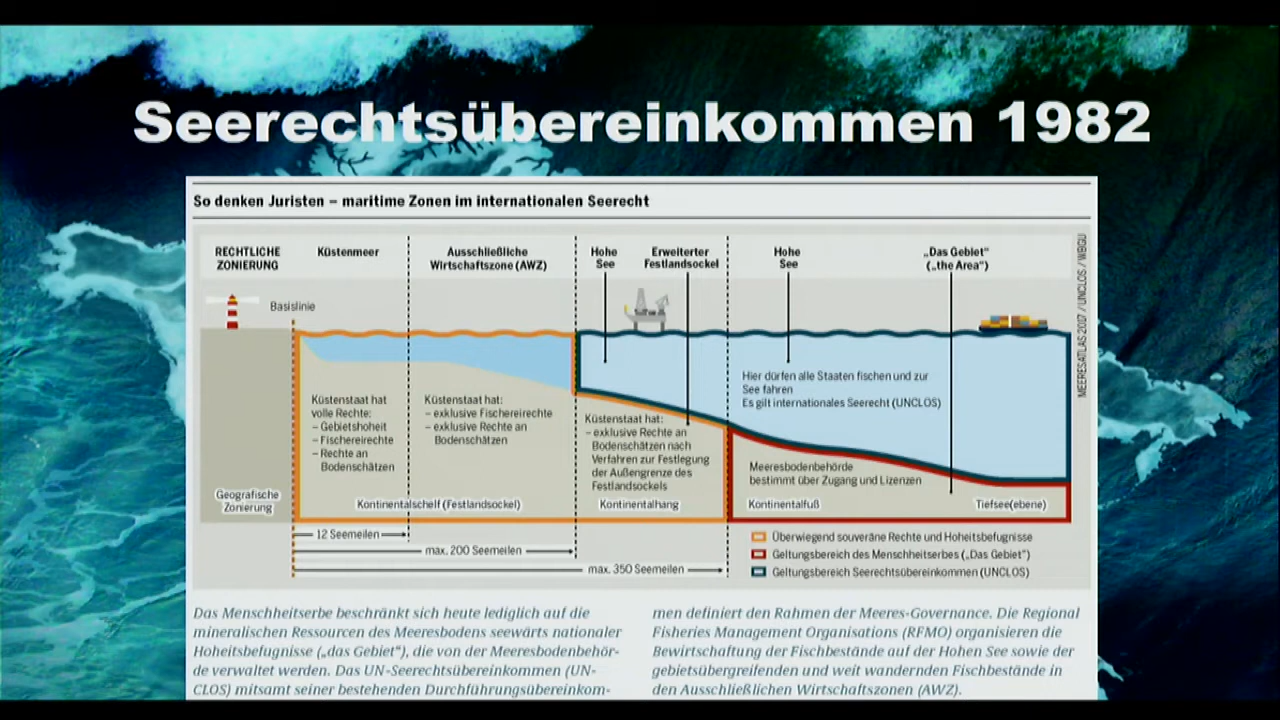 Seerechtsübereinkommen 1982
So denken Juristen – maritime Zonen im internationalen Seerecht
RECHTLICHE
ZONIERUNG
Küstenmeer
Ausschließliche
Wirtschaftszone (AWZ)
Hohe
See
Erweiterter
Festlandsockel
Hohe
See
„Das Gebiet“
(„the Area“)
MEERESATLAS 2017 / UNCLOS / WBGU
Basislinie
Küstenstaat hat
volle Rechte:
– Gebietshoheit
– Fischereirechte
– Rechte an
Bodenschätzen
Küstenstaat hat:
– exklusive Fischereirechte
– exklusive Rechte an
Bodenschätzen
Küstenstaat hat:
– exklusive Rechte an
Bodenschätzen nach
Verfahren zur Festlegung
der Außengrenze des
Festlandsockels
Hier dürfen alle Staaten fischen und zur
See fahren
Es gilt internationales Seerecht (UNCLOS)
Meeresbodenbehörde
bestimmt über Zugang und Lizenzen
Geografische
Zonierung
Kontinentalschelf (Festlandsockel)
Kontinentalhang
Kontinentalfuß
Tiefsee(ebene)
12 Seemeilen
max. 200 Seemeilen
max. 350 Seemeilen
Überwiegend souveräne Rechte und Hoheitsbefugnisse
Geltungsbereich des Menschheitserbes („Das Gebiet“)
Geltungsbereich Seerechtsübereinkommen (UNCLOS)
Das Menschheitserbe beschränkt sich heute lediglich auf die
mineralischen Ressourcen des Meeresbodens seewärts nationaler
Hoheitsbefugnisse („das Gebiet“), die von der Meeresbodenbehör-
de verwaltet werden. Das UN-Seerechtsübereinkommen (UN-
CLOS) mitsamt seiner bestehenden Durchführungsübereinkom-
men definiert den Rahmen der Meeres-Governance. Die Regional
Fisheries Management Organisations (RFMO) organisieren die
Bewirtschaftung der Fischbestände auf der Hohen See sowie der
gebietsübergreifenden und weit wandernden Fischbestände in
den Ausschließlichen Wirtschaftszonen (AWZ).